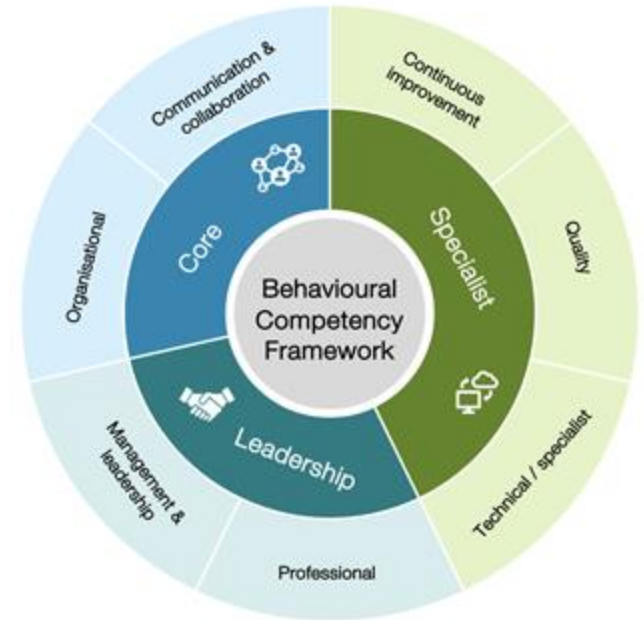 Behavioural
Competency
Framework
Core
Communication &
collaboration
Organisational
Specialist
Continuous
improvement
Quality
Technical / specialist
Leadership
Professional
Management &
leadership